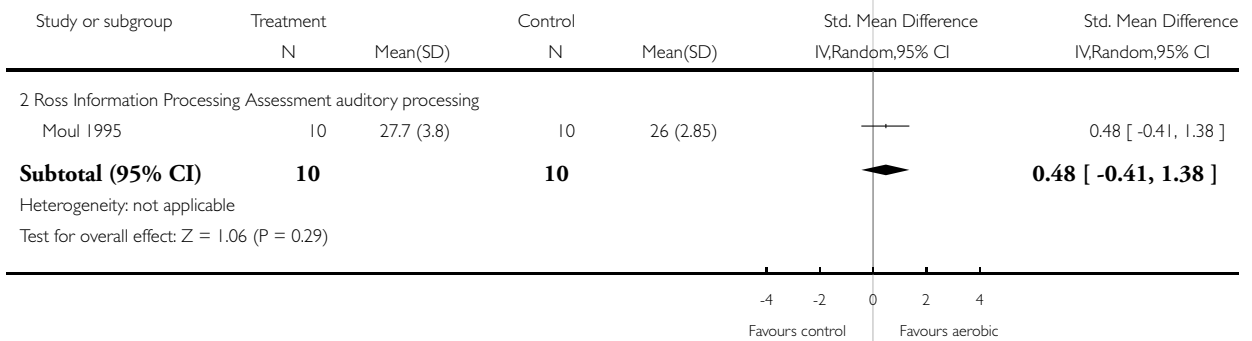 Study or subgroup Treatment Control Std. Mean Difference Std. Mean Difference
N Mean(SD) N Mean(SD) IV,Random,95% CI IV,Random,95% CI
2 Ross Information Processing Assessment auditory processing
Moul 1995 10 27.7 (3.8) 10 26 (2.85) 0.48 [ -0.41, 1.38 ]
Subtotal (95% CI) 10 10 0.48 [ -0.41, 1.38 ]
Heterogeneity: not applicable
Test for overall effect: Z = 1.06 (P = 0.29)
-4 -2 0 2 4
Favours control Favours aerobic